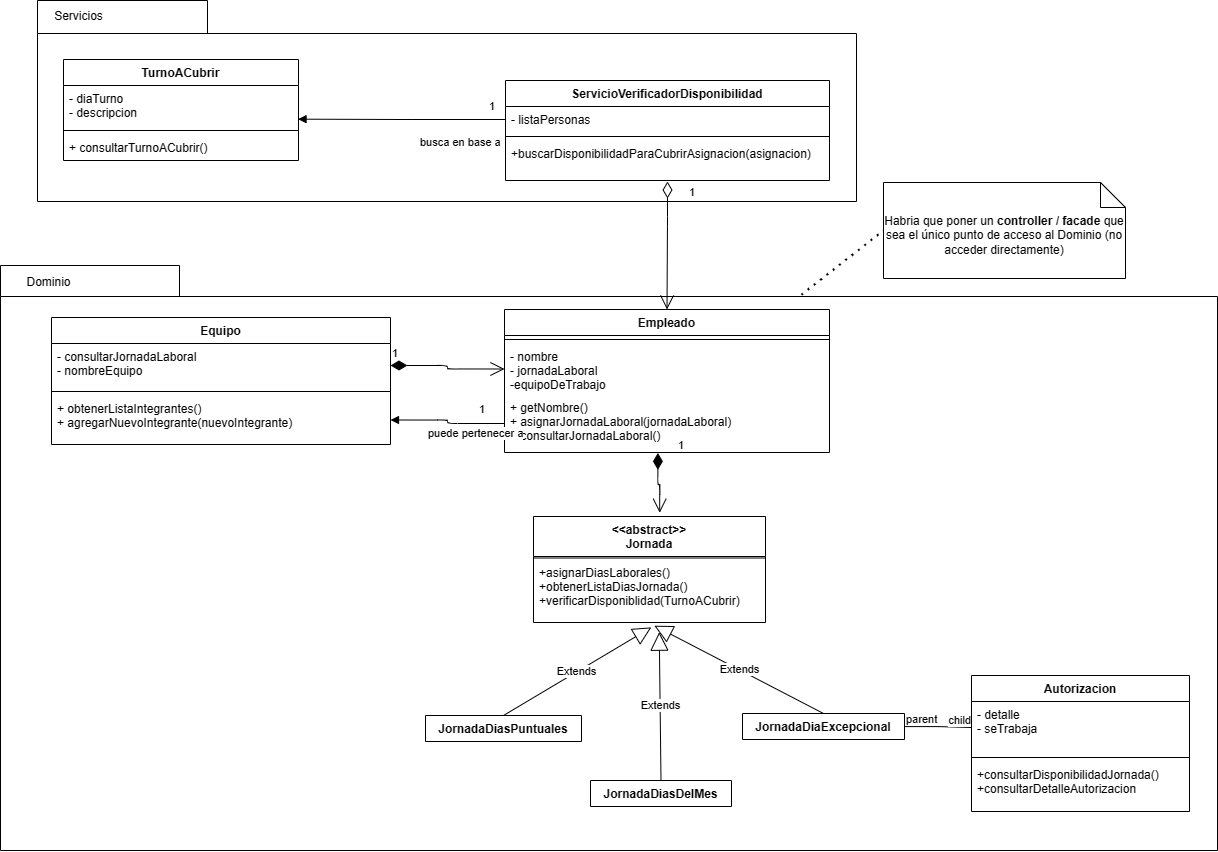 Servicios
TurnoACubrir
- diaTurno
- descripcion
+ consultarTurnoACubrir()
1
busca en base a
ServicioVerificadorDisponibilidad
- listaPersonas
+buscarDisponibilidadParaCubrirAsignacion(asignacion)
1
Habria que poner un controller / facade que
sea el único punto de acceso al Dominio (no
acceder directamente)
Dominio
Equipo
- consultarJornadaLaboral
- nombreEquipo
+ obtenerListaIntegrantes()
+ agregarNuevoIntegrante(nuevoIntegrante)
1
1
puede pertenecer a
Empleado
- nombre
- jornadaLaboral
-equipoDeTrabajo
+ getNombre()
+ asignarJornadaLaboral(jornadaLaboral)
consultarJornadaLaboral()
1
<<abstract>>
Jornada
+asignarDiasLaborales()
+obtenerListaDiasJornada()
+verificarDisponiblidad(TurnoACubrir)
Extends
Extends
Extends
JornadaDiasPuntuales
JornadaDiasDelMes
JornadaDiaExcepcional
parent
child
Autorizacion
- detalle
- seTrabaja
+consultarDisponibilidadJornada()
+consultarDetalleAutorizacion